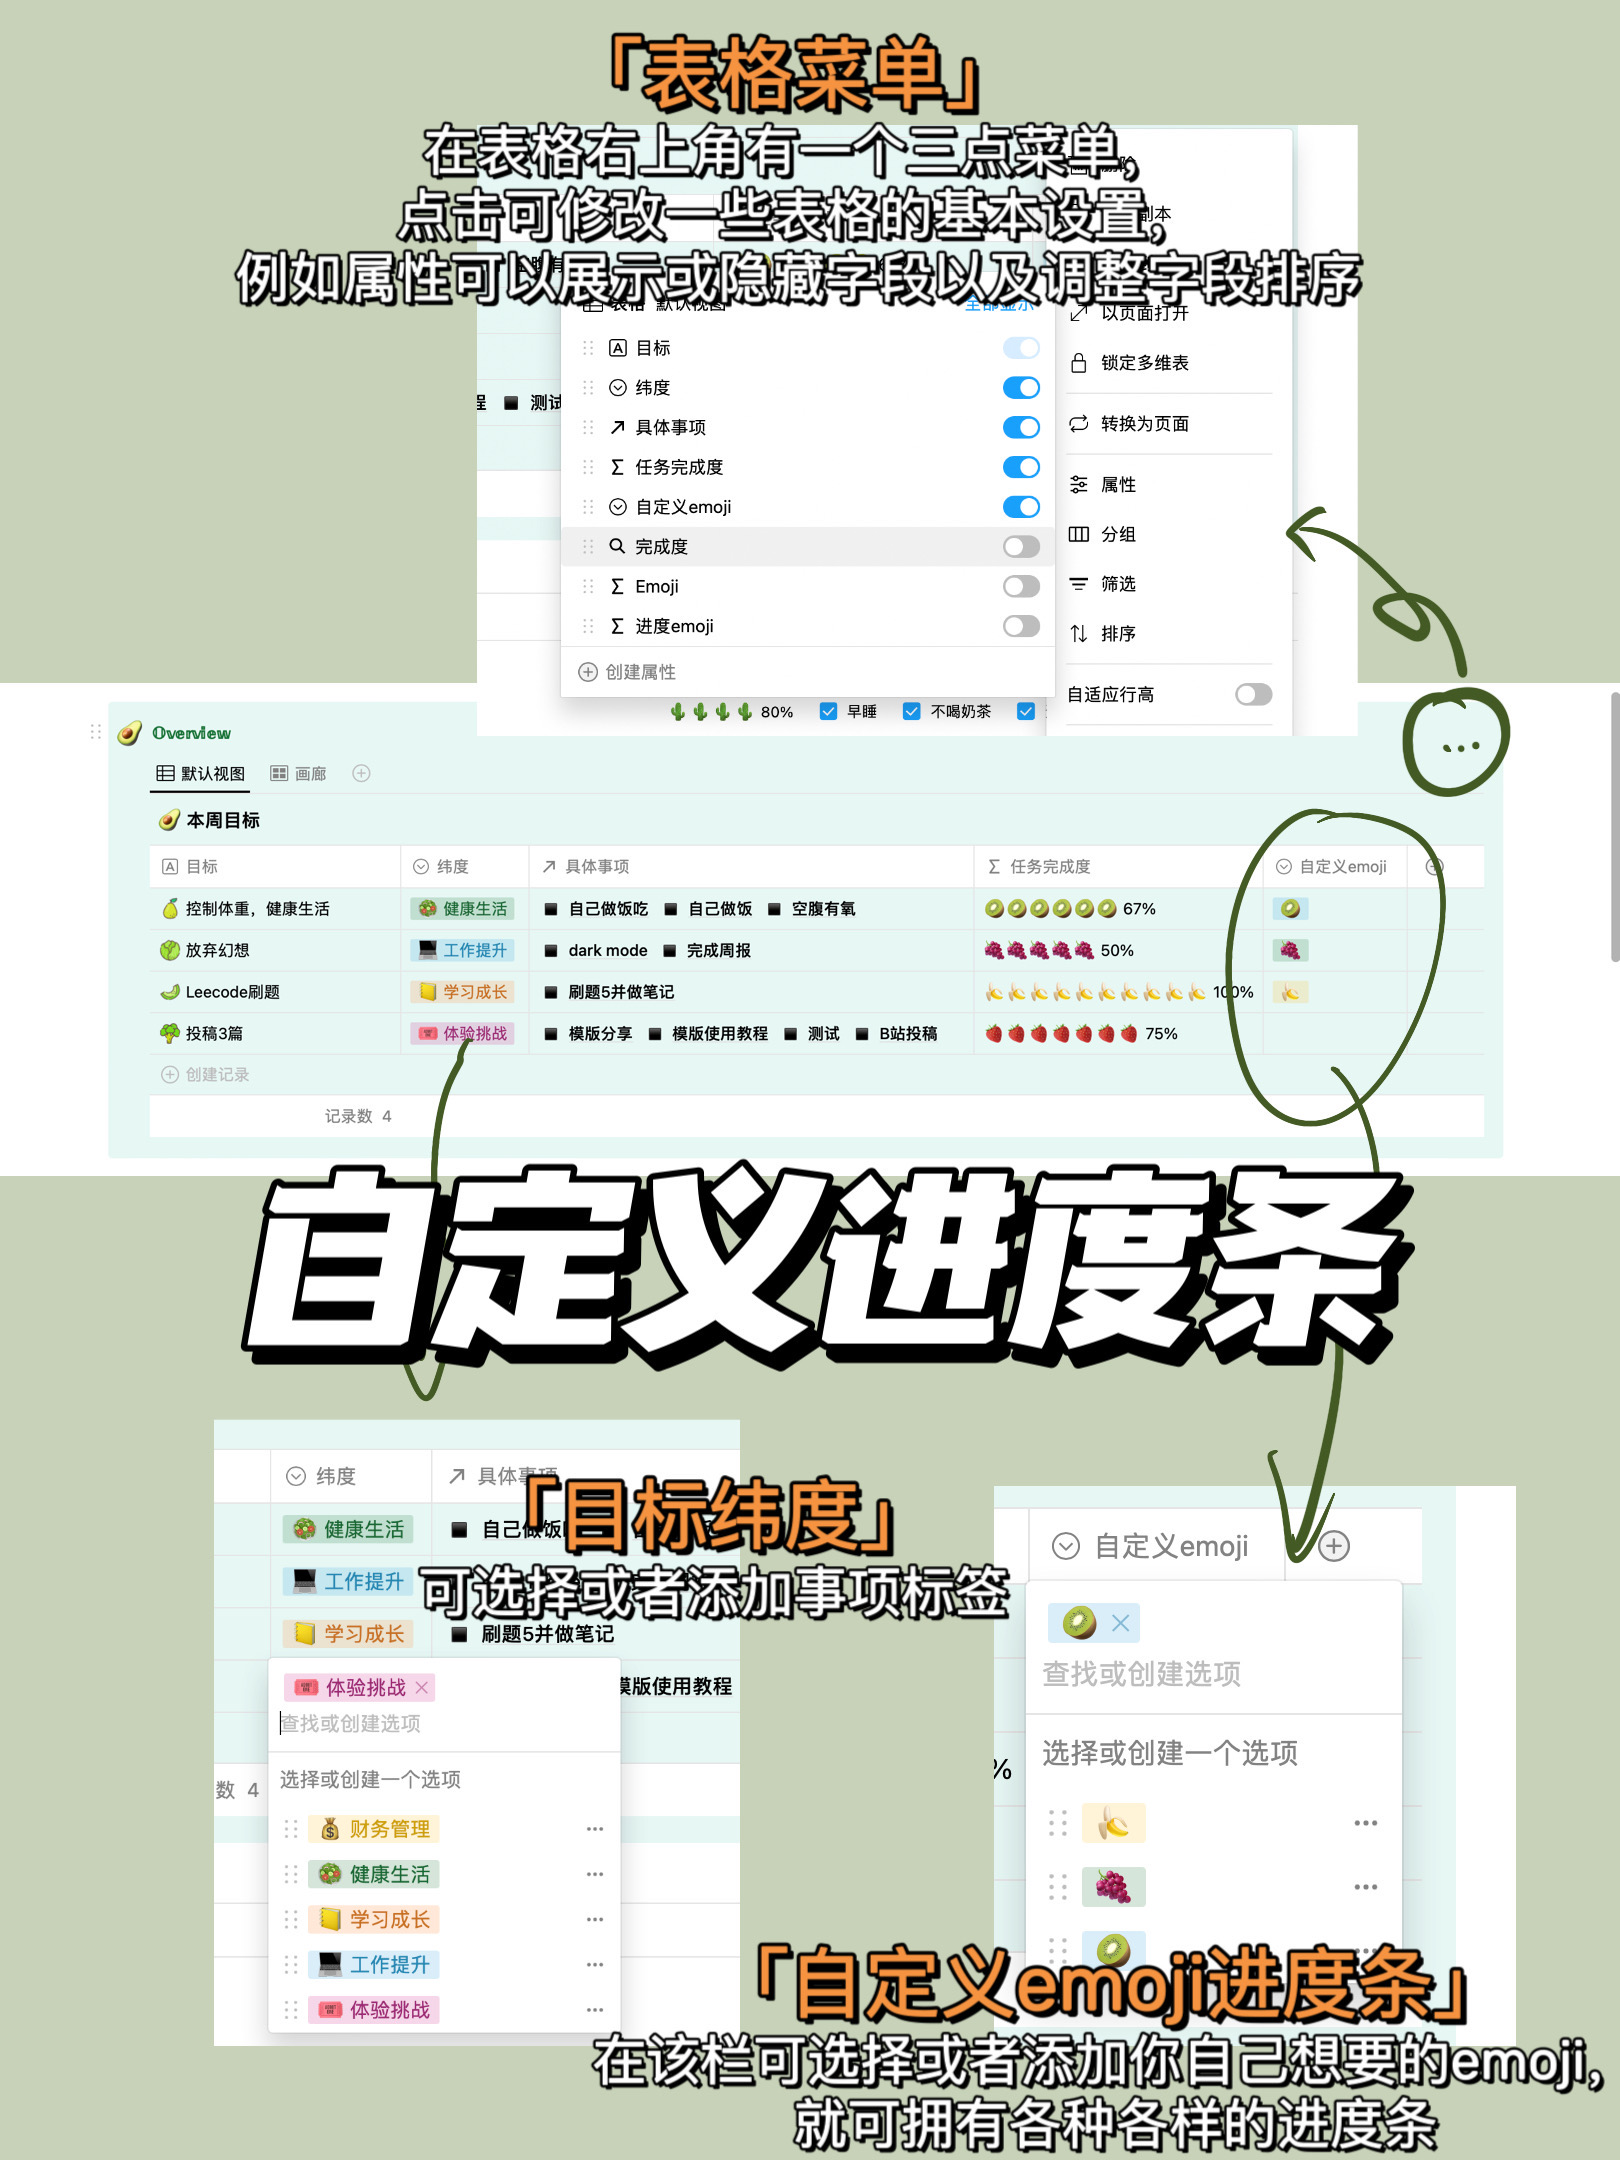 「表格菜单」
在表格右上角有一个三点菜单,
点击可修改一些表格的基本设置,
例如属性可以展示或隐藏字段以及调整字段排序
删除
副本
表格 默认视图 全部显示
以页面打开
目标
锁定多维表
纬度
程 测试
具体事项
转换为页面
任务完成度
属性
自定义emoji
分组
完成度
Emoji
筛选
进度emoji
排序
创建属性
自适应行高
80% 早睡 不喝奶茶
Overview
...
默认视图 画廊
本周目标
目标 纬度 具体事项 任务完成度 自定义emoji
控制体重，健康生活 健康生活 自己做饭吃 自己做饭 空腹有氧 67%
放弃幻想 工作提升 dark mode 完成周报 50%
Leecode刷题 学习成长 刷题5并做笔记 100%
投稿3篇 体验挑战 模版分享 模版使用教程 测试 B站投稿 75%
创建记录
记录数 4
自定义进度条
纬度 具体事项
「目标纬度」
健康生活 自己做饭吃
可选择或者添加事项标签
工作提升
学习成长 刷题5并做笔记
体验挑战 模版使用教程
查找或创建选项
选择或创建一个选项
数 4
财务管理
健康生活
学习成长
工作提升
体验挑战
自定义emoji
查找或创建选项
选择或创建一个选项
%
「自定义emoji进度条」
在该栏可选择或者添加你自己想要的emoji,
就可拥有各种各样的进度条